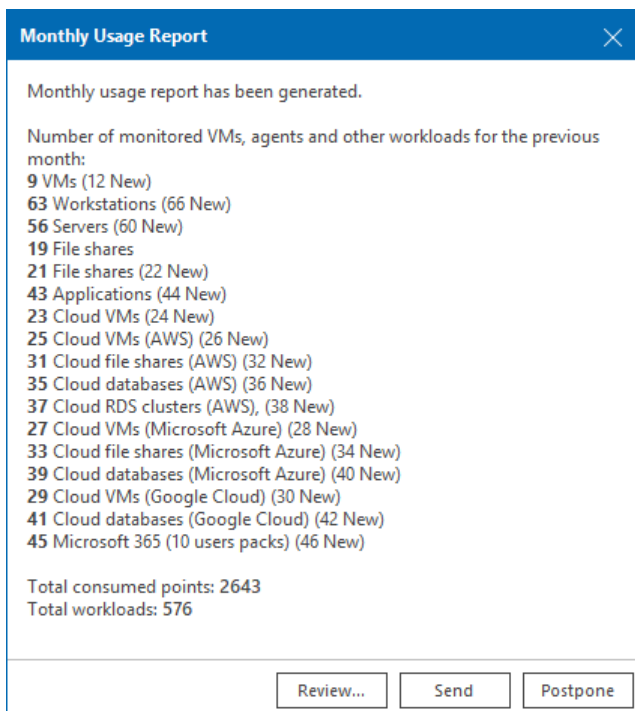 Monthly Usage Report
Monthly usage report has been generated.
Number of monitored VMs, agents and other workloads for the previous
month:
9 VMs (12 New)
63 Workstations (66 New)
56 Servers (60 New)
19 File shares
21 File shares (22 New)
43 Applications (44 New)
23 Cloud VMs (24 New)
25 Cloud VMs (AWS) (26 New)
31 Cloud file shares (AWS) (32 New)
35 Cloud databases (AWS) (36 New)
37 Cloud RDS clusters (AWS), (38 New)
27 Cloud VMs (Microsoft Azure) (28 New)
33 Cloud file shares (Microsoft Azure) (34 New)
39 Cloud databases (Microsoft Azure) (40 New)
29 Cloud VMs (Google Cloud) (30 New)
41 Cloud databases (Google Cloud) (42 New)
45 Microsoft 365 (10 users packs) (46 New)
Total consumed points: 2643
Total workloads: 576
Review... Send Postpone